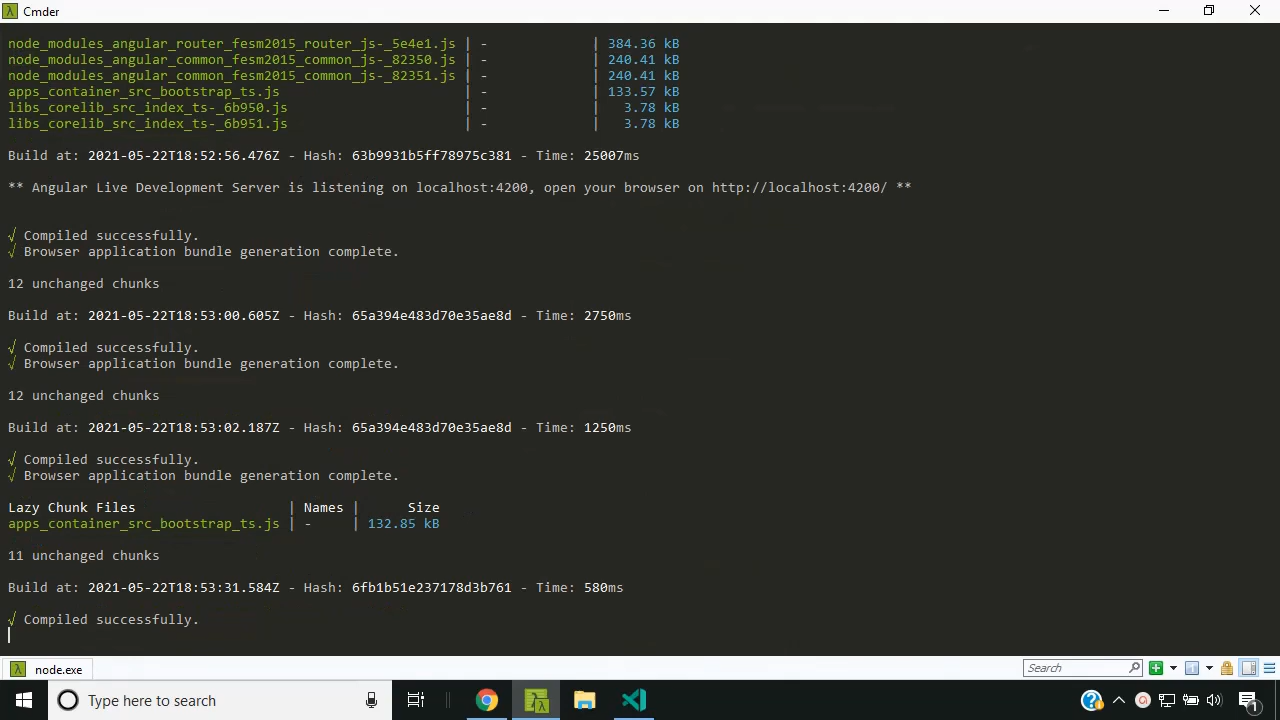 Cmder
node_modules_angular_router_fesm2015_router_js-_5e4e1.js | - | 384.36 kB
node_modules_angular_common_fesm2015_common_js-_82350.js | - | 240.41 kB
node_modules_angular_common_fesm2015_common_js-_82351.js | - | 240.41 kB
apps_container_src_bootstrap_ts.js | - | 133.57 kB
libs_corelib_src_index_ts-_6b950.js | - | 3.78 kB
libs_corelib_src_index_ts-_6b951.js | - | 3.78 kB
Build at: 2021-05-22T18:52:56.476Z - Hash: 63b9931b5ff78975c381 - Time: 25007ms
** Angular Live Development Server is listening on localhost:4200, open your browser on http://localhost:4200/ **
√ Compiled successfully.
√ Browser application bundle generation complete.
12 unchanged chunks
Build at: 2021-05-22T18:53:00.605Z - Hash: 65a394e483d70e35ae8d - Time: 2750ms
√ Compiled successfully.
√ Browser application bundle generation complete.
12 unchanged chunks
Build at: 2021-05-22T18:53:02.187Z - Hash: 65a394e483d70e35ae8d - Time: 1250ms
√ Compiled successfully.
√ Browser application bundle generation complete.
Lazy Chunk Files | Names | Size
apps_container_src_bootstrap_ts.js | - | 132.85 kB
11 unchanged chunks
Build at: 2021-05-22T18:53:31.584Z - Hash: 6fb1b51e237178d3b761 - Time: 580ms
√ Compiled successfully.
node.exe
Search
Type here to search
1